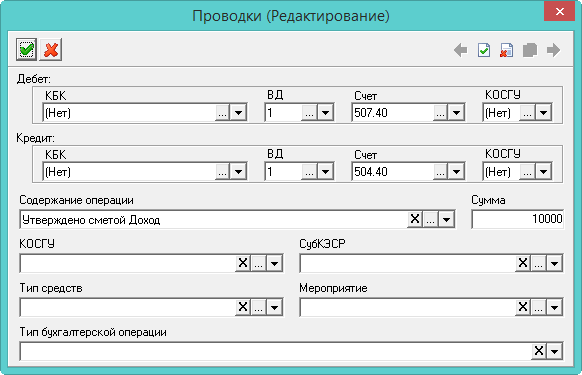 Проводки (Редактирование)
Дебет:
КБК ВД Счет КОСГУ
(Нет) ... 1 ... 507.40 ... (Нет) ...
Кредит:
КБК ВД Счет КОСГУ
(Нет) ... 1 ... 504.40 ... (Нет) ...
Содержание операции Сумма
Утверждено сметой Доход X ... 10000
КОСГУ СубКЭСР
X ... X ...
Тип средств Мероприятие
X ... X ...
Тип бухгалтерской операции
X